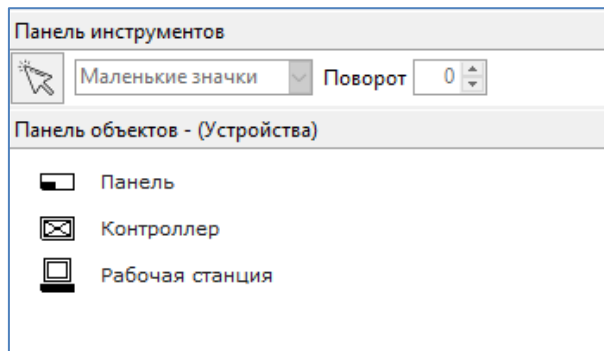 Панель инструментов
Маленькие значки Поворот 0
Панель объектов - (Устройства)
Панель
Контроллер
Рабочая станция